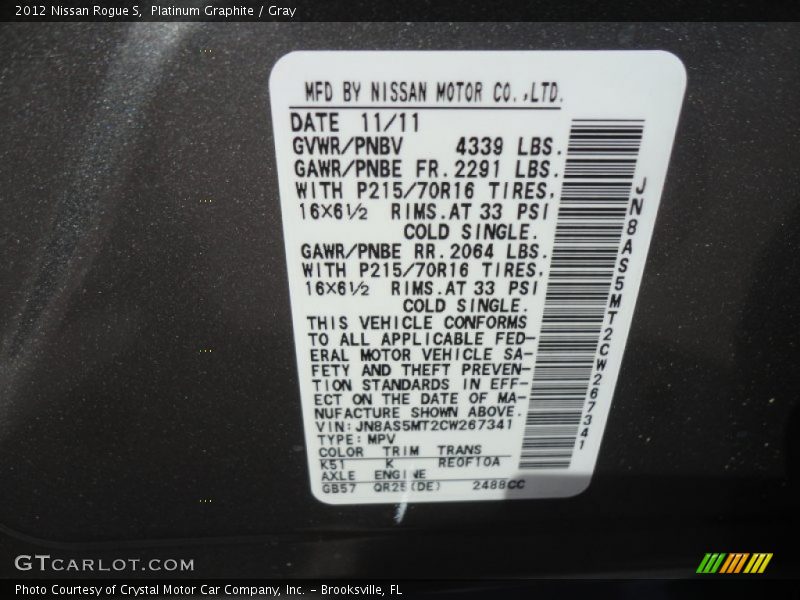 2012 Nissan Rogue S, Platinum Graphite / Gray
MFD BY NISSAN MOTOR CO.,LTD.
DATE 11/11
GVWR/PNBV 4339 LBS.
GAWR/PNBE FR. 2291 LBS.
WITH P215/70R16 TIRES,
16×6½ RIMS.AT 33 PSI
COLD SINGLE.
GAWR/PNBE RR. 2064 LBS.
WITH P215/70R16 TIRES,
16×6½ RIMS.AT 33 PSI
COLD SINGLE.
THIS VEHICLE CONFORMS
TO ALL APPLICABLE FED-
ERAL MOTOR VEHICLE SA-
FETY AND THEFT PREVEN-
TION STANDARDS IN EFF-
ECT ON THE DATE OF MA-
NUFACTURE SHOWN ABOVE.
VIN:JN8AS5MT2CW267341
TYPE:MPV
COLOR TRIM TRANS
K51 K RE0F10A
AXLE ENGINE
GB57 QR25(DE) 2488CC
JN8AS5MT2CW267341
GTCARLOT.COM
Photo Courtesy of Crystal Motor Car Company, Inc. - Brooksville, FL